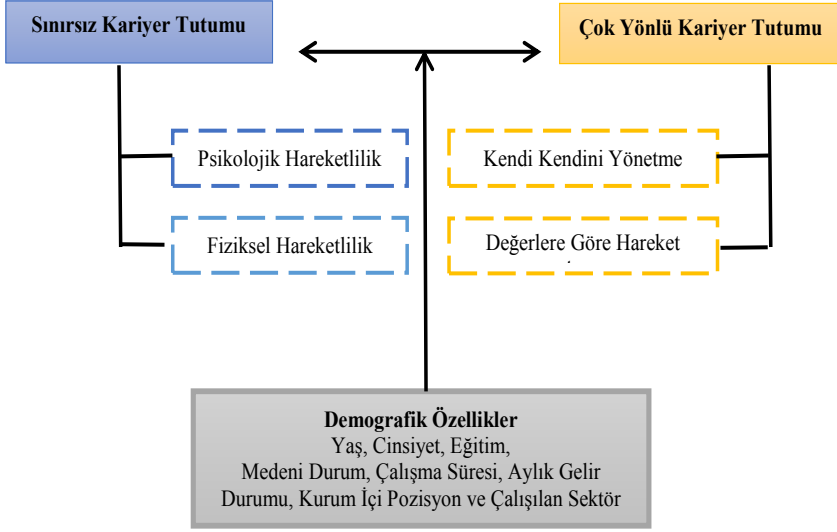 Sınırsız Kariyer Tutumu
Çok Yönlü Kariyer Tutumu
Psikolojik Hareketlilik
Kendi Kendini Yönetme
Fiziksel Hareketlilik
Değerlere Göre Hareket
Demografik Özellikler
Yaş, Cinsiyet, Eğitim,
Medeni Durum, Çalışma Süresi, Aylık Gelir
Durumu, Kurum İçi Pozisyon ve Çalışılan Sektör